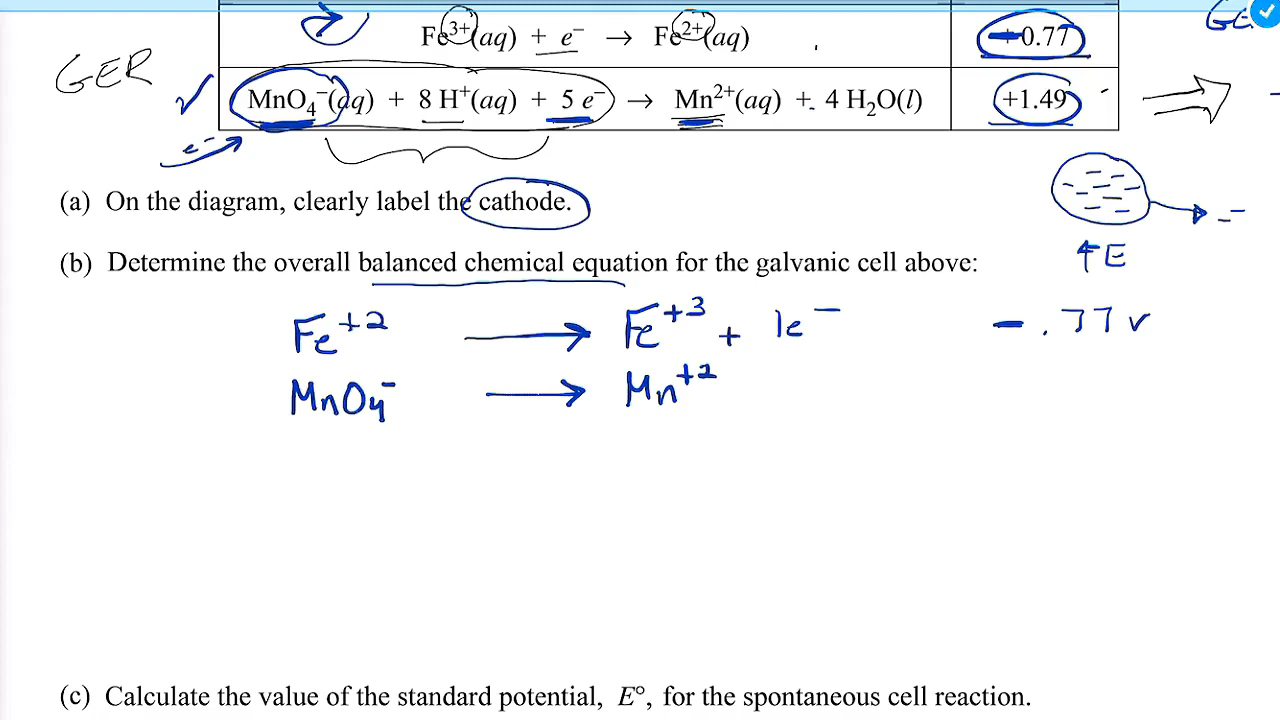 GE
Fe³⁺(aq) + e⁻ → Fe²⁺(aq) 0.77
GER
MnO₄⁻(aq) + 8 H⁺(aq) + 5 e⁻ → Mn²⁺(aq) + 4 H₂O(l) +1.49
e⁻
(a) On the diagram, clearly label the cathode.
↑E
(b) Determine the overall balanced chemical equation for the galvanic cell above:
Fe⁺² → Fe⁺³ + 1e⁻ -.77 v
MnO₄⁻ → Mn⁺²
(c) Calculate the value of the standard potential, E°, for the spontaneous cell reaction.